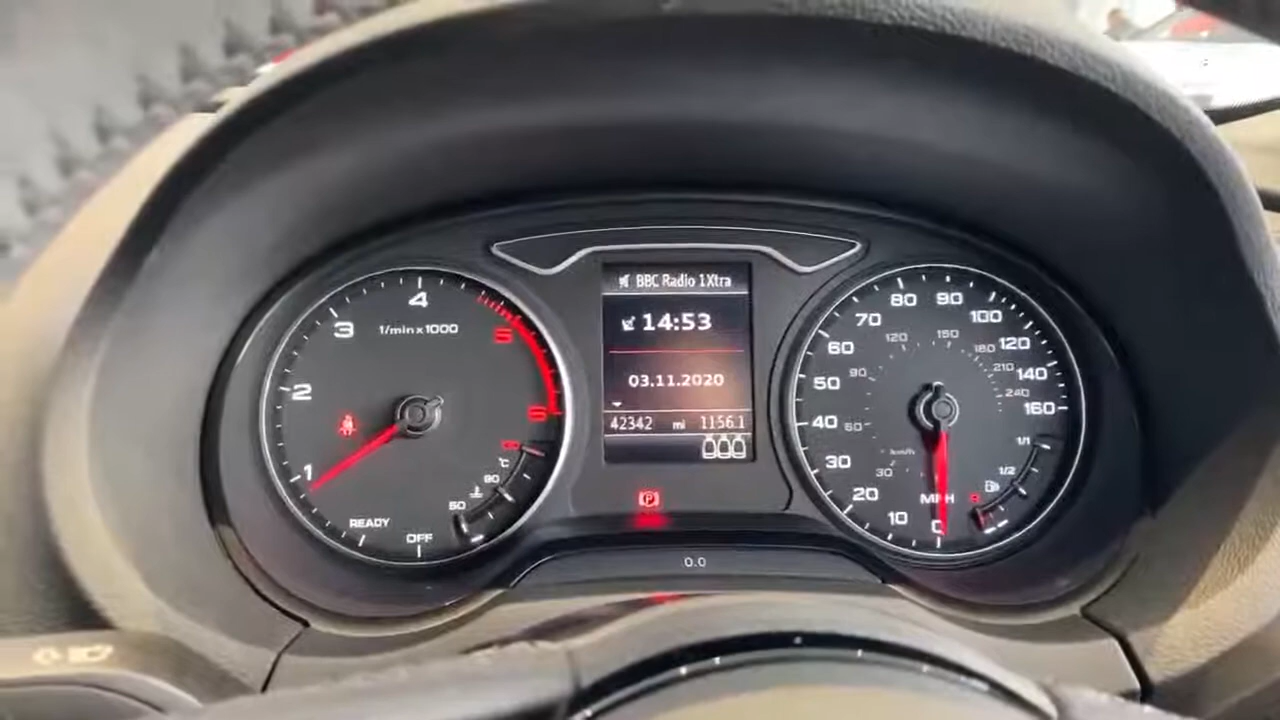 BBC Radio 1Xtra
14:53
03.11.2020
42342 mi 1156.1
4
3
1/min x 1000
5
2
6
1
°C
90
50
READY
OFF
P
0.0
80 90
70 100
120 150
60 120
180
90 210
50 140
240
160
40 60
km/h
30 30
1/1
1/2
20 MPH
10 0